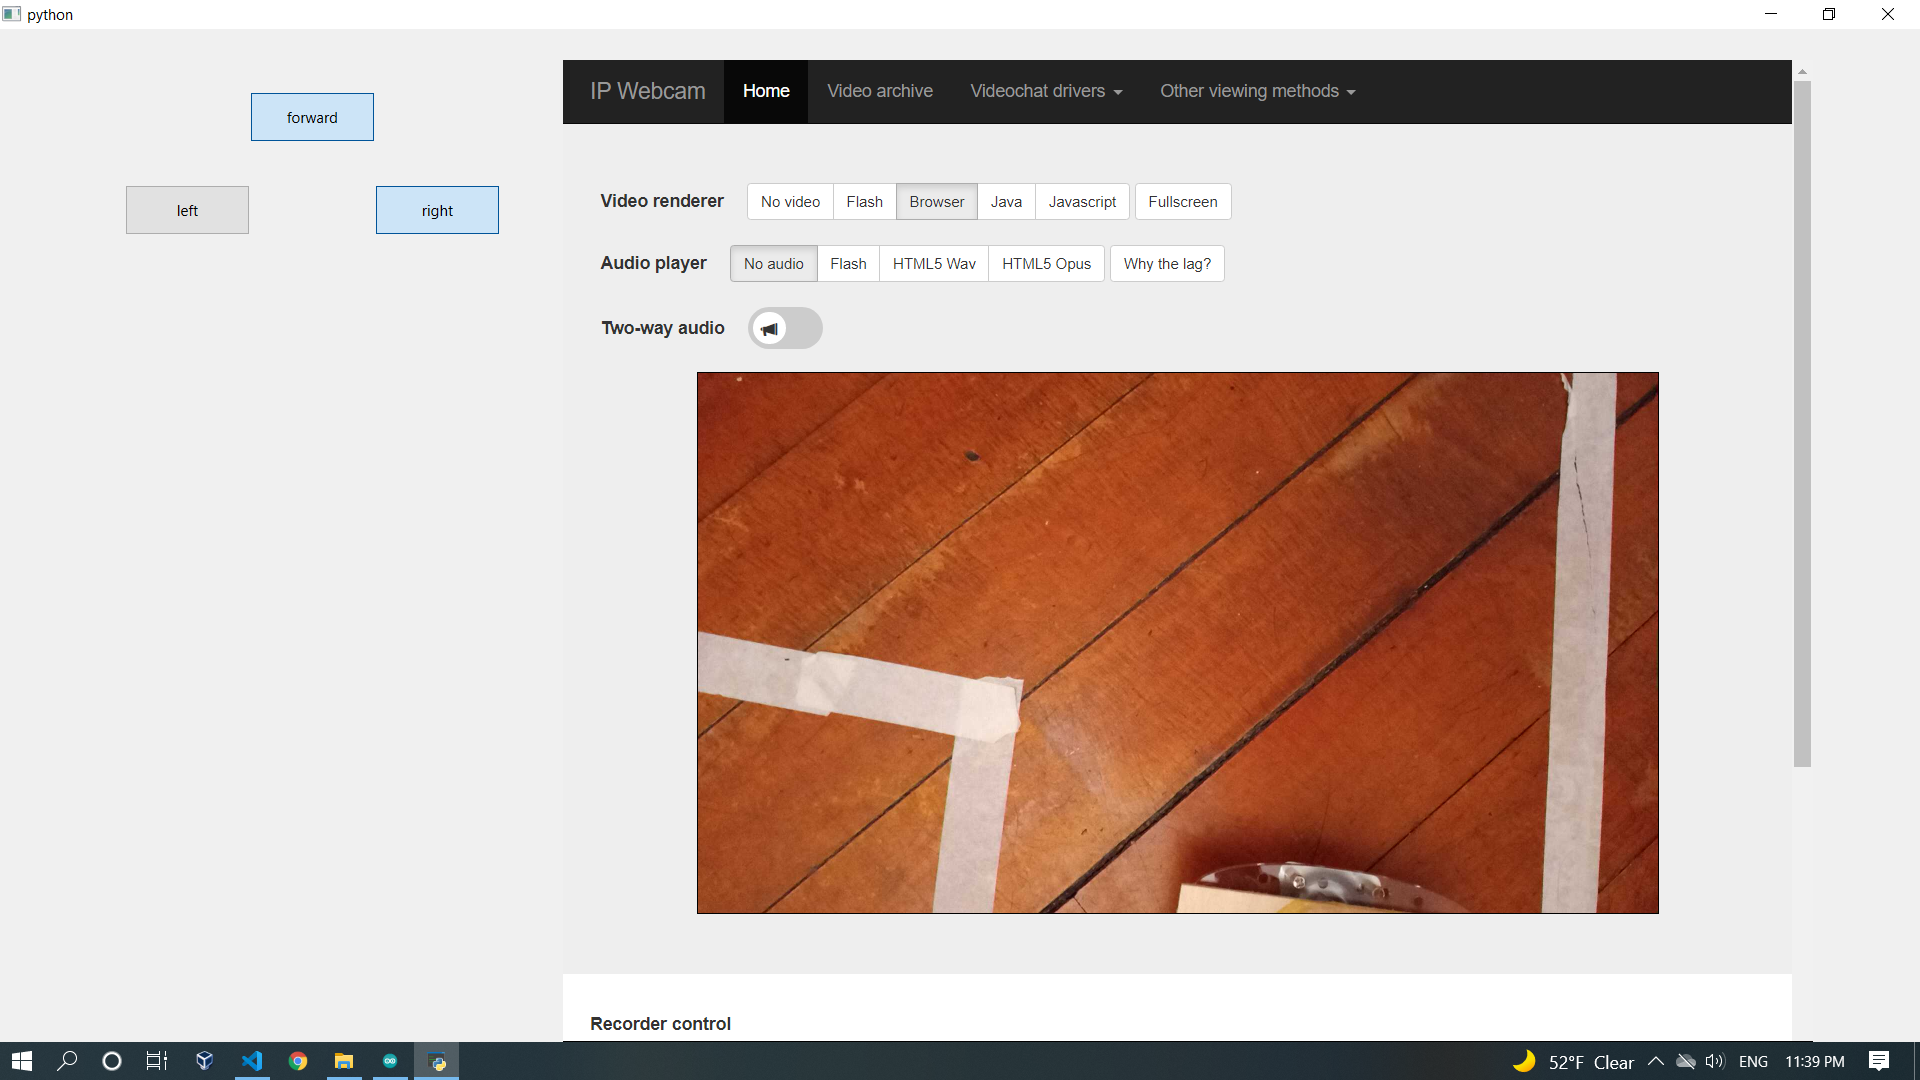 python
forward
left
right
IP Webcam Home Video archive Videochat drivers Other viewing methods
Video renderer No video Flash Browser Java Javascript Fullscreen
Audio player No audio Flash HTML5 Wav HTML5 Opus Why the lag?
Two-way audio
Recorder control
52°F Clear ENG 11:39 PM